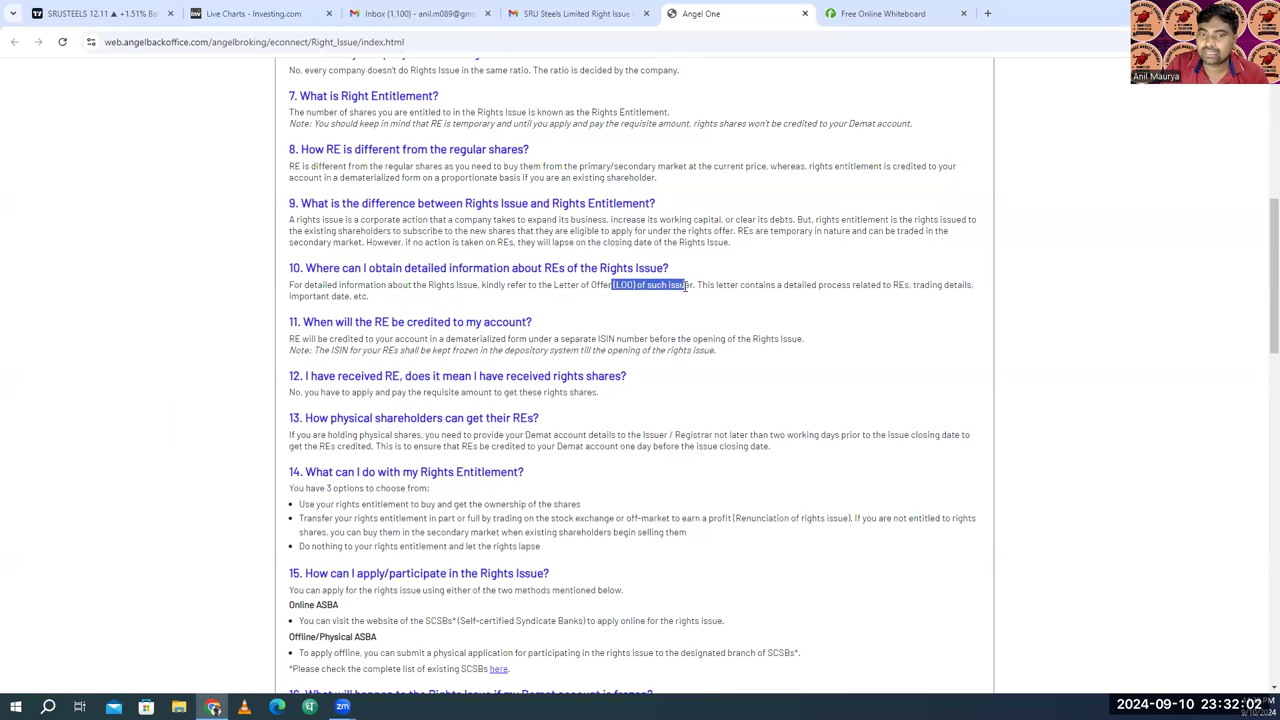 SRUSTEELS 12.11 ▲ +1.51% Ba
Live Charts - Investing.com
Inbox (1,100) - anil.m089@gma
SRU Steels Limited Right Issue
Angel One
Free Online Whiteboard
web.angelbackoffice.com/angelbroking/econnect/Right_Issue/index.html
Anil Maurya
No, every company doesn't do Rights Issue in the same ratio. The ratio is decided by the company.
7. What is Right Entitlement?
The number of shares you are entitled to in the Rights Issue is known as the Rights Entitlement.
Note: You should keep in mind that RE is temporary and until you apply and pay the requisite amount, rights shares won't be credited to your Demat account.
8. How RE is different from the regular shares?
RE is different from the regular shares as you need to buy them from the primary/secondary market at the current price, whereas, rights entitlement is credited to your
account in a dematerialized form on a proportionate basis if you are an existing shareholder.
9. What is the difference between Rights Issue and Rights Entitlement?
A rights issue is a corporate action that a company takes to expand its business, increase its working capital, or clear its debts. But, rights entitlement is the rights issued to
the existing shareholders to subscribe to the new shares that they are eligible to apply for under the rights offer. REs are temporary in nature and can be traded in the
secondary market. However, if no action is taken on REs, they will lapse on the closing date of the Rights Issue.
10. Where can I obtain detailed information about REs of the Rights Issue?
For detailed information about the Rights Issue, kindly refer to the Letter of Offer (LOO) of such issuer. This letter contains a detailed process related to REs, trading details,
important date, etc.
11. When will the RE be credited to my account?
RE will be credited to your account in a dematerialized form under a separate ISIN number before the opening of the Rights Issue.
Note: The ISIN for your REs shall be kept frozen in the depository system till the opening of the rights issue.
12. I have received RE, does it mean I have received rights shares?
No, you have to apply and pay the requisite amount to get these rights shares.
13. How physical shareholders can get their REs?
If you are holding physical shares, you need to provide your Demat account details to the Issuer / Registrar not later than two working days prior to the issue closing date to
get the REs credited. This is to ensure that REs be credited to your Demat account one day before the issue closing date.
14. What can I do with my Rights Entitlement?
You have 3 options to choose from:
Use your rights entitlement to buy and get the ownership of the shares
Transfer your rights entitlement in part or full by trading on the stock exchange or off-market to earn a profit (Renunciation of rights issue). If you are not entitled to rights
shares, you can buy them in the secondary market when existing shareholders begin selling them
Do nothing to your rights entitlement and let the rights lapse
15. How can I apply/participate in the Rights Issue?
You can apply for the rights issue using either of the two methods mentioned below.
Online ASBA
You can visit the website of the SCSBs* (Self-certified Syndicate Banks) to apply online for the rights issue.
Offline/Physical ASBA
To apply offline, you can submit a physical application for participating in the rights issue to the designated branch of SCSBs*.
*Please check the complete list of existing SCSBs here.
16. What will happen to the Rights Issue if my Demat account is frozen?
2024-09-10 23:32:02